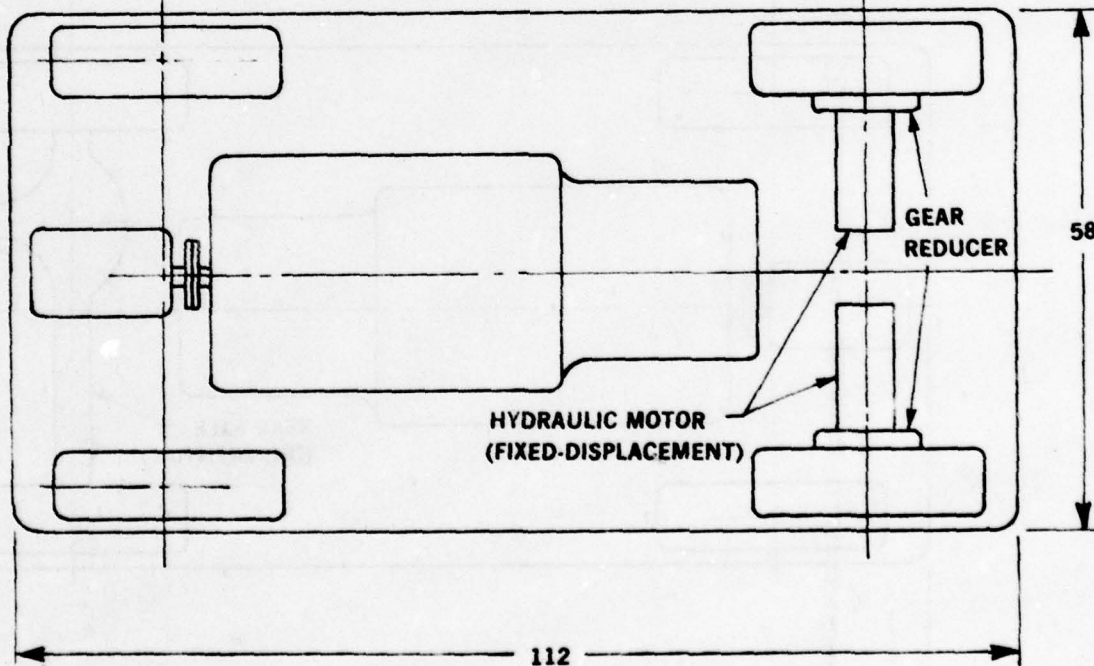 GEAR
REDUCER
58
HYDRAULIC MOTOR
(FIXED-DISPLACEMENT)
112